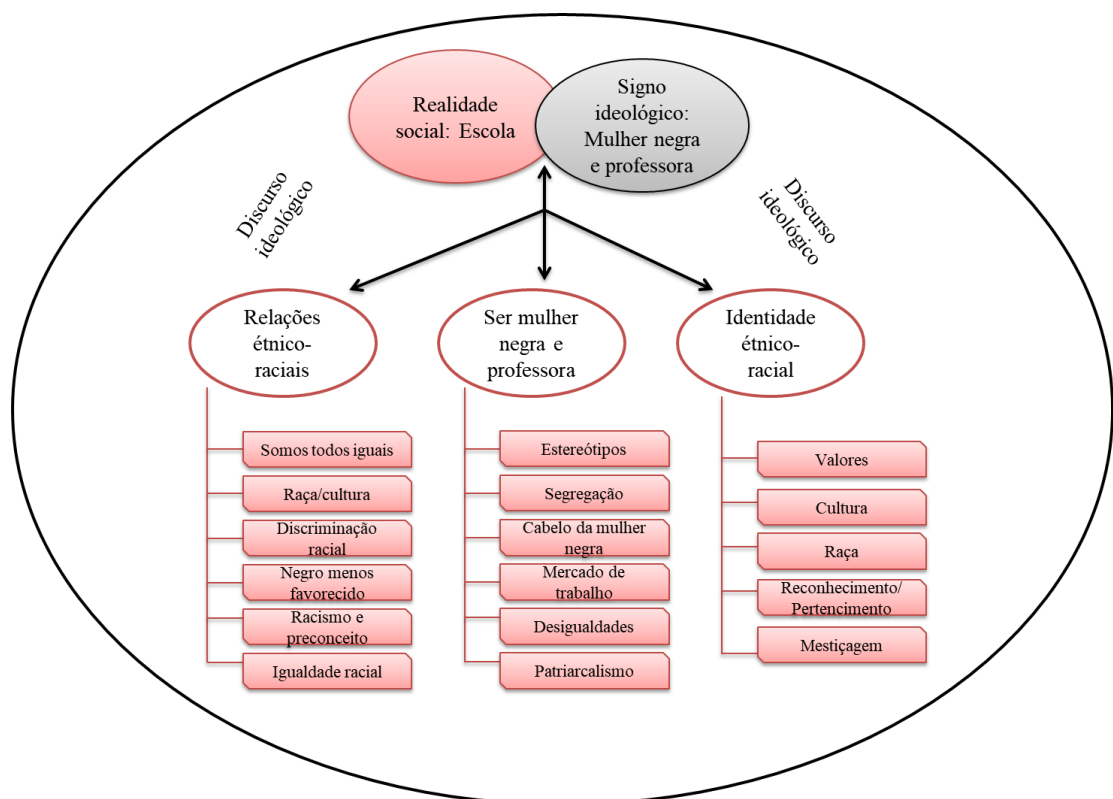 Realidade
social: Escola
Signo
ideológico:
Mulher negra
e professora
Discurso
ideológico
Discurso
ideológico
Relações
étnico-
raciais
Somos todos iguais
Raça/cultura
Discriminação
racial
Negro menos
favorecido
Racismo e
preconceito
Igualdade racial
Ser mulher
negra e
professora
Estereótipos
Segregação
Cabelo da mulher
negra
Mercado de
trabalho
Desigualdades
Patriarcalismo
Identidade
étnico-
racial
Valores
Cultura
Raça
Reconhecimento/
Pertencimento
Mestiçagem